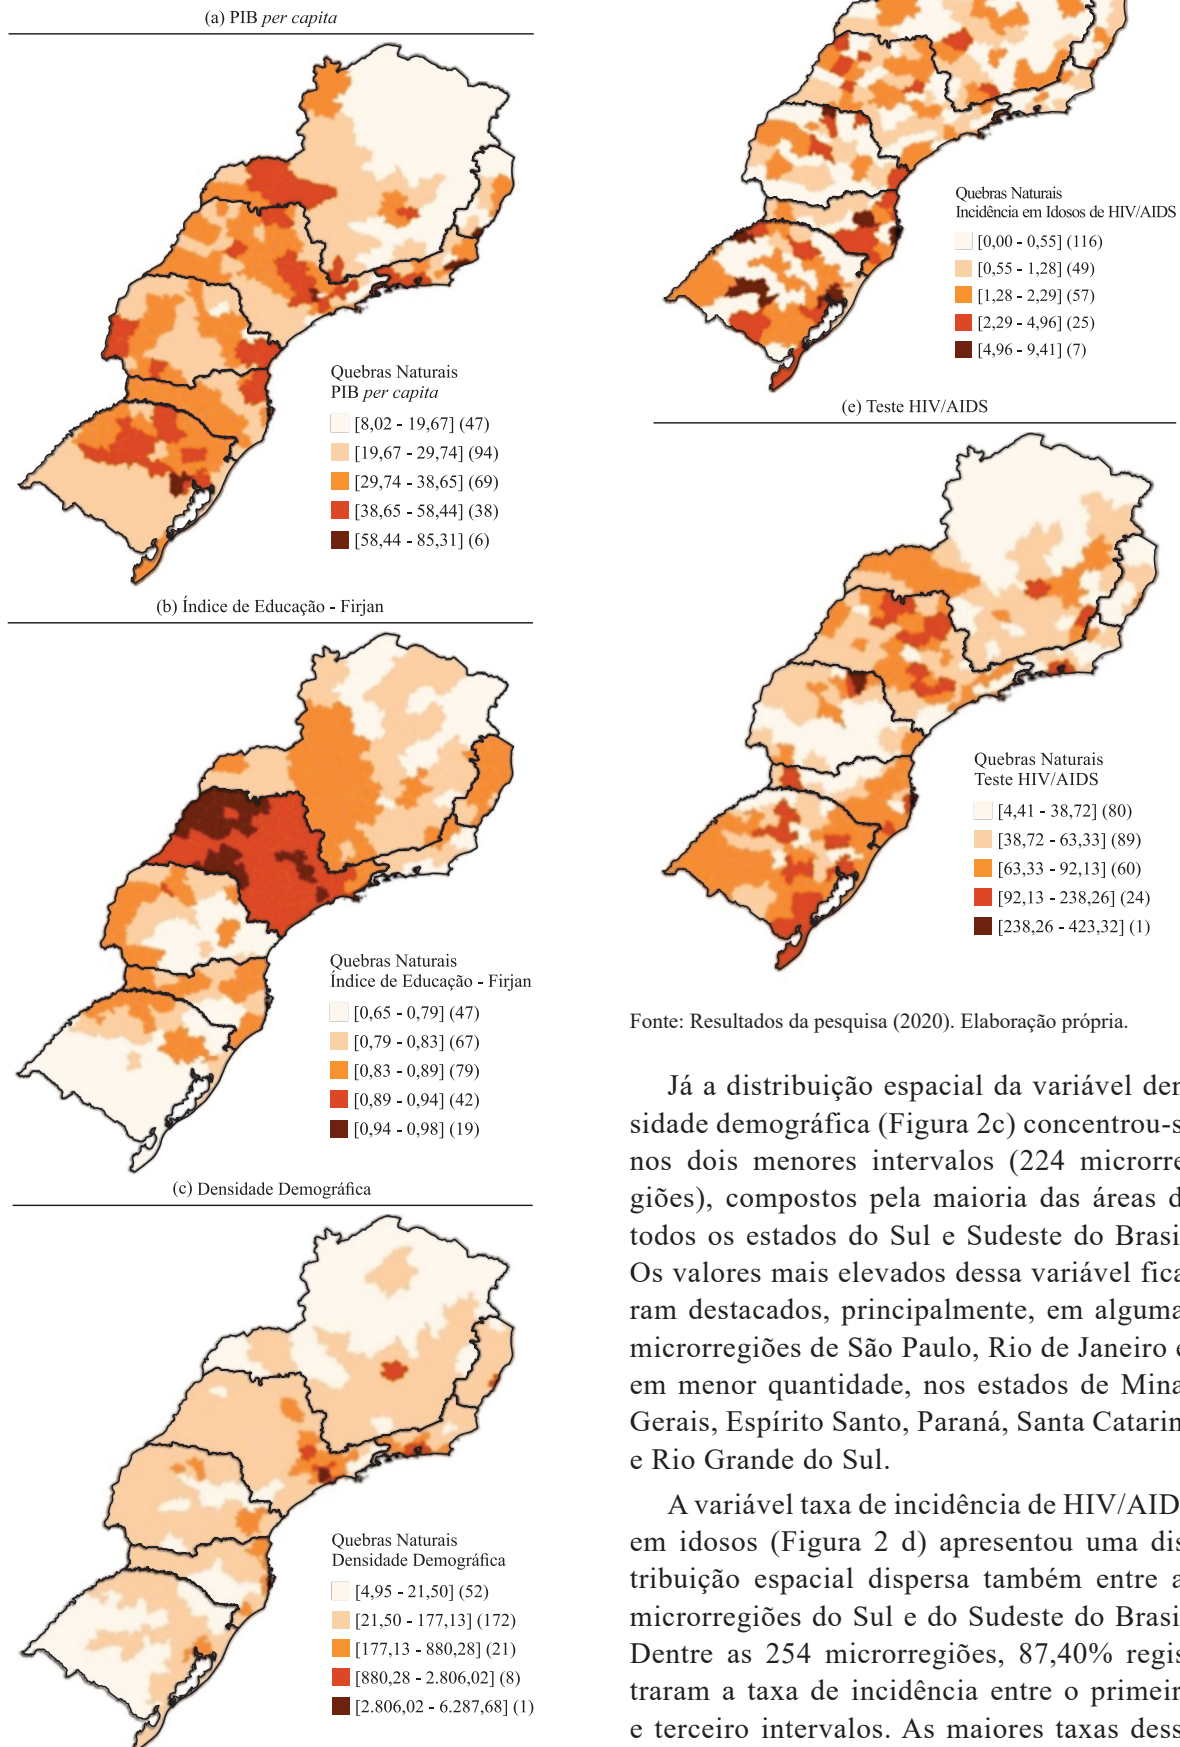 (a) PIB per capita
Quebras Naturais
PIB per capita
[8,02 - 19,67] (47)
[19,67 - 29,74] (94)
[29,74 - 38,65] (69)
[38,65 - 58,44] (38)
[58,44 - 85,31] (6)
(b) Índice de Educação - Firjan
Quebras Naturais
Índice de Educação - Firjan
[0,65 - 0,79] (47)
[0,79 - 0,83] (67)
[0,83 - 0,89] (79)
[0,89 - 0,94] (42)
[0,94 - 0,98] (19)
(c) Densidade Demográfica
Quebras Naturais
Densidade Demográfica
[4,95 - 21,50] (52)
[21,50 - 177,13] (172)
[177,13 - 880,28] (21)
[880,28 - 2.806,02] (8)
[2.806,02 - 6.287,68] (1)
Quebras Naturais
Incidência em Idosos de HIV/AIDS
[0,00 - 0,55] (116)
[0,55 - 1,28] (49)
[1,28 - 2,29] (57)
[2,29 - 4,96] (25)
[4,96 - 9,41] (7)
(e) Teste HIV/AIDS
Quebras Naturais
Teste HIV/AIDS
[4,41 - 38,72] (80)
[38,72 - 63,33] (89)
[63,33 - 92,13] (60)
[92,13 - 238,26] (24)
[238,26 - 423,32] (1)
Fonte: Resultados da pesquisa (2020). Elaboração própria.
Já a distribuição espacial da variável den
sidade demográfica (Figura 2c) concentrou-s
nos dois menores intervalos (224 microrre
giões), compostos pela maioria das áreas d
todos os estados do Sul e Sudeste do Brasi
Os valores mais elevados dessa variável fica
ram destacados, principalmente, em alguma
microrregiões de São Paulo, Rio de Janeiro e
em menor quantidade, nos estados de Mina
Gerais, Espírito Santo, Paraná, Santa Catarin
e Rio Grande do Sul.
A variável taxa de incidência de HIV/AID
em idosos (Figura 2 d) apresentou uma dis
tribuição espacial dispersa também entre a
microrregiões do Sul e do Sudeste do Brasi
Dentre as 254 microrregiões, 87,40% regis
traram a taxa de incidência entre o primeir
e terceiro intervalos. As maiores taxas dess